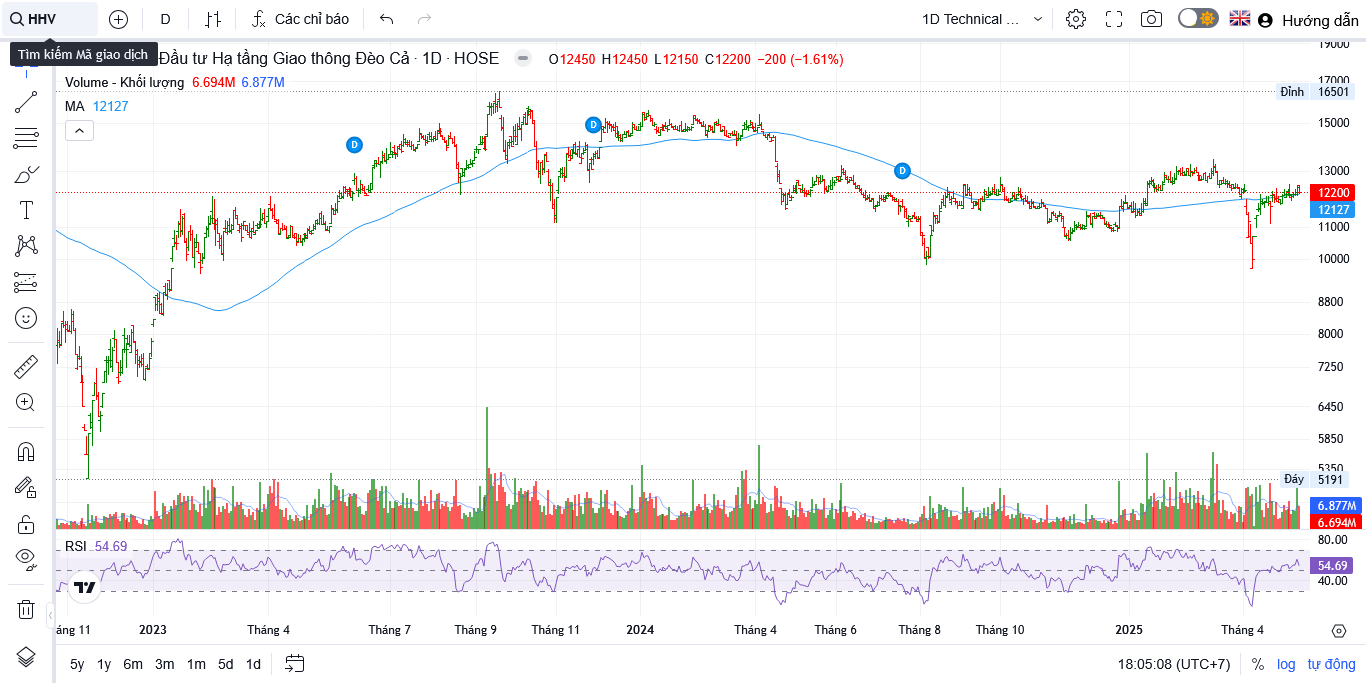 HHV
D
Các chỉ báo
1D Technical ...
Hướng dẫn
Tìm kiếm Mã giao dịch
Đầu tư Hạ tầng Giao thông Đèo Cả · 1D · HOSE
O12450 H12450 L12150 C12200 −200 (−1.61%)
Volume - Khối lượng 6.694M 6.877M
MA 12127
D
D
D
19000
17000
Đỉnh 16501
15000
13000
12200
12127
11000
10000
8800
8000
7250
6450
5850
5350
Đáy 5191
6.877M
6.694M
RSI 54.69
80.00
54.69
40.00
áng 11 2023 Tháng 4 Tháng 7 Tháng 9 Tháng 11 2024 Tháng 4 Tháng 6 Tháng 8 Tháng 10 2025 Tháng 4
5y 1y 6m 3m 1m 5d 1d
18:05:08 (UTC+7) % log tự động